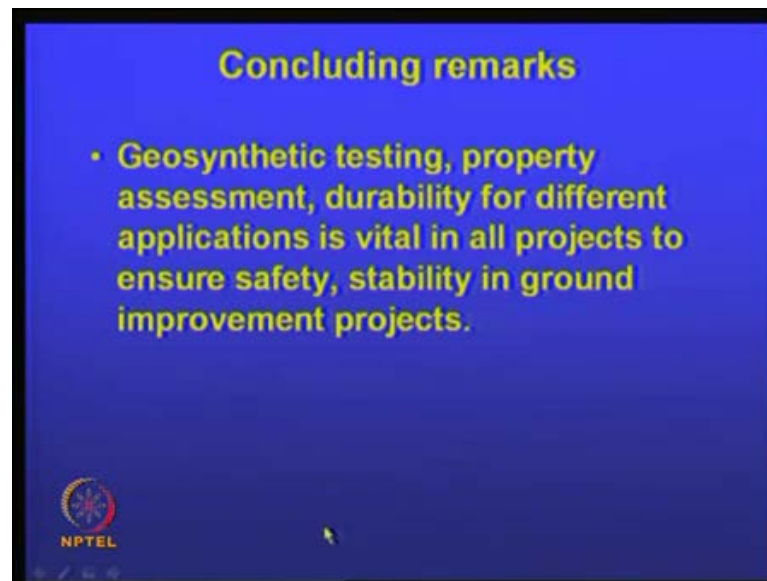 Concluding remarks
• Geosynthetic testing, property
assessment, durability for different
applications is vital in all projects to
ensure safety, stability in ground
improvement projects.
NPTEL